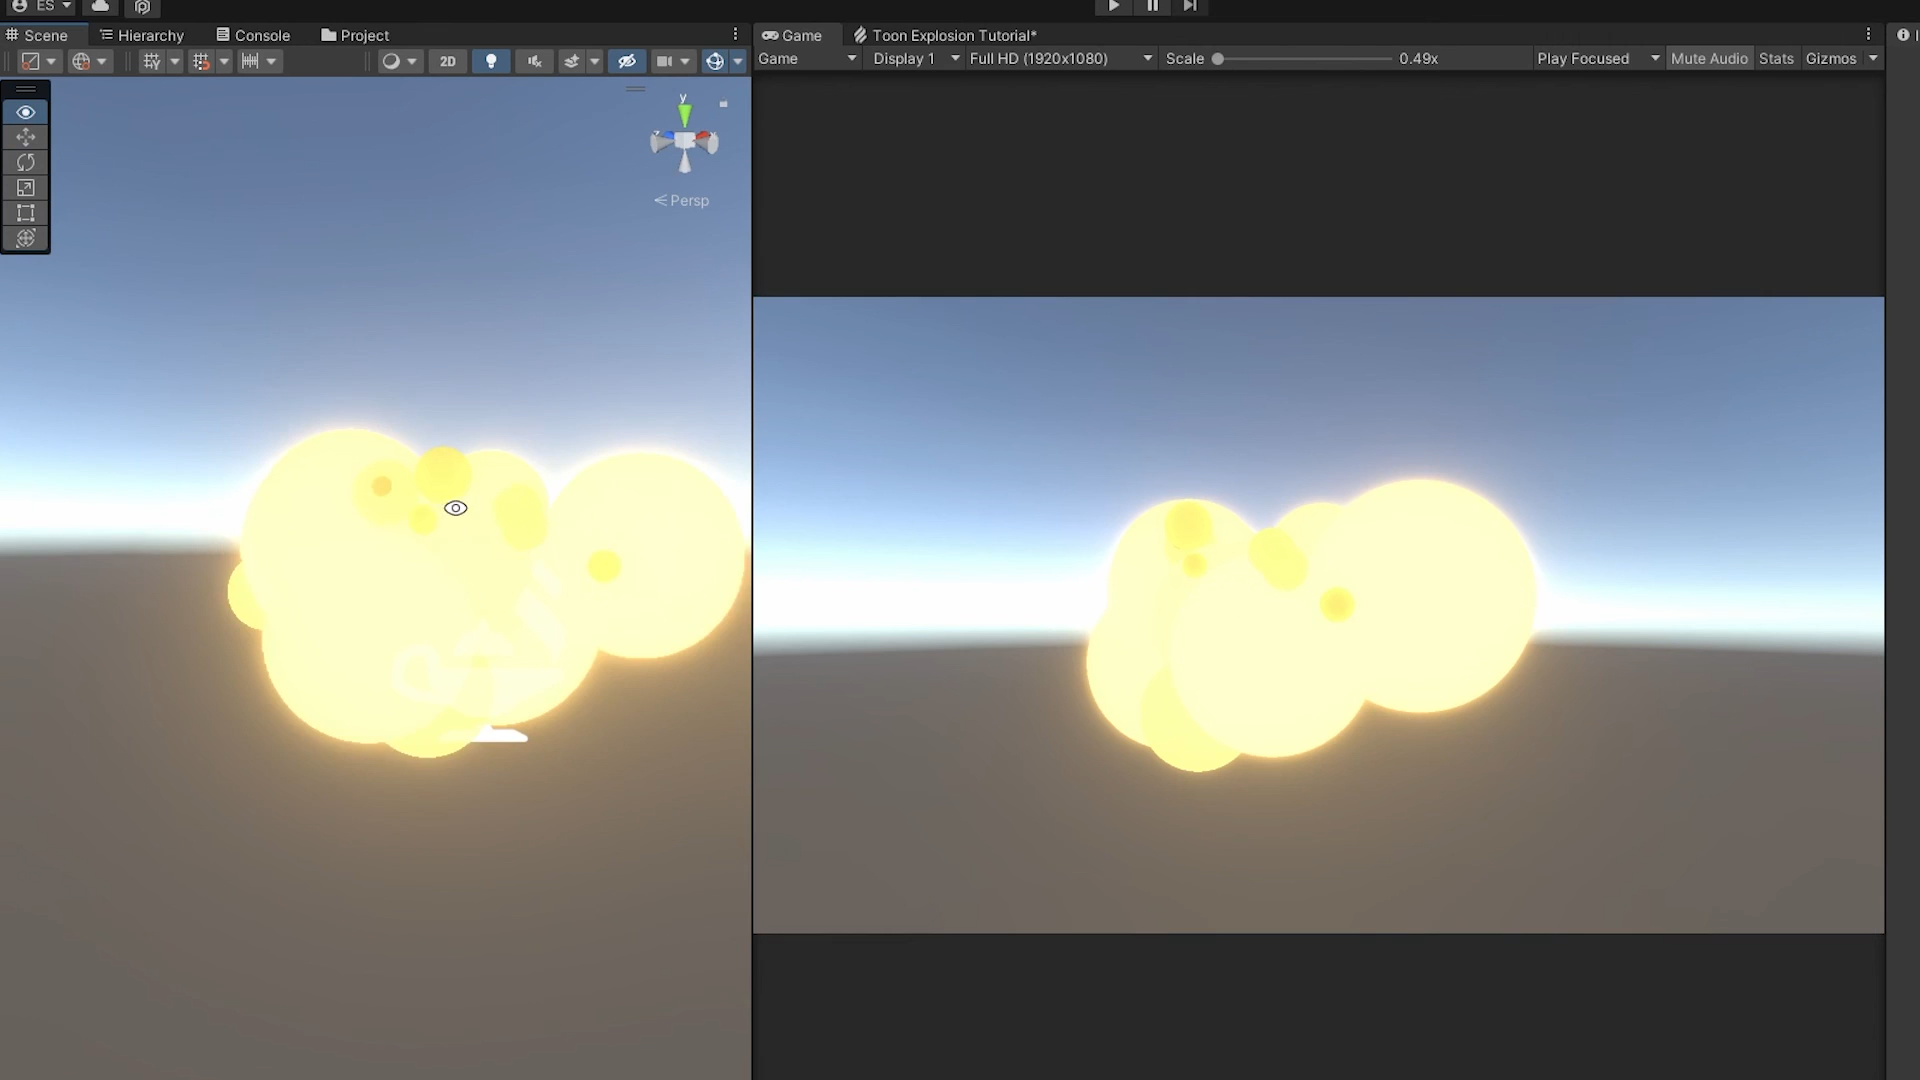 ES
Scene Hierarchy Console Project
Game Toon Explosion Tutorial*
2D
Game Display 1 Full HD (1920x1080) Scale 0.49x Play Focused Mute Audio Stats Gizmos
y
Persp